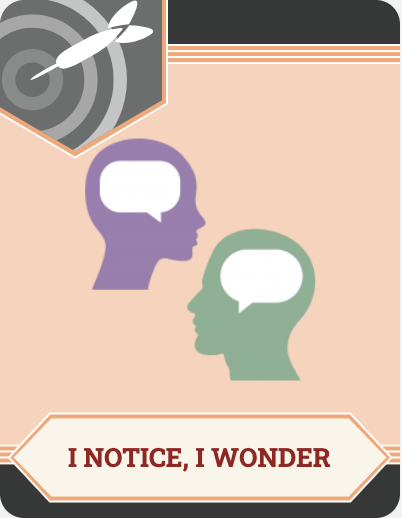 I NOTICE, I WONDER